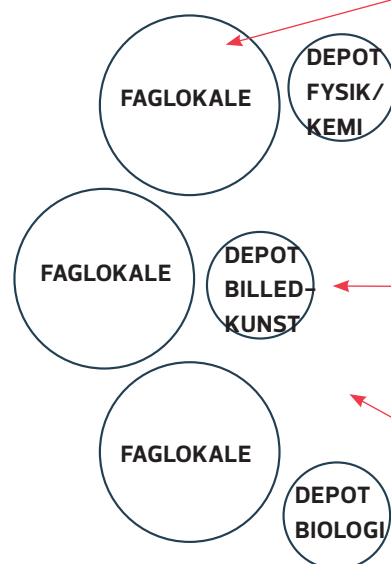 FAGLOKALE
DEPOT
FYSIK/
KEMI
FAGLOKALE
DEPOT
BILLED-
KUNST
FAGLOKALE
DEPOT
BIOLOGI